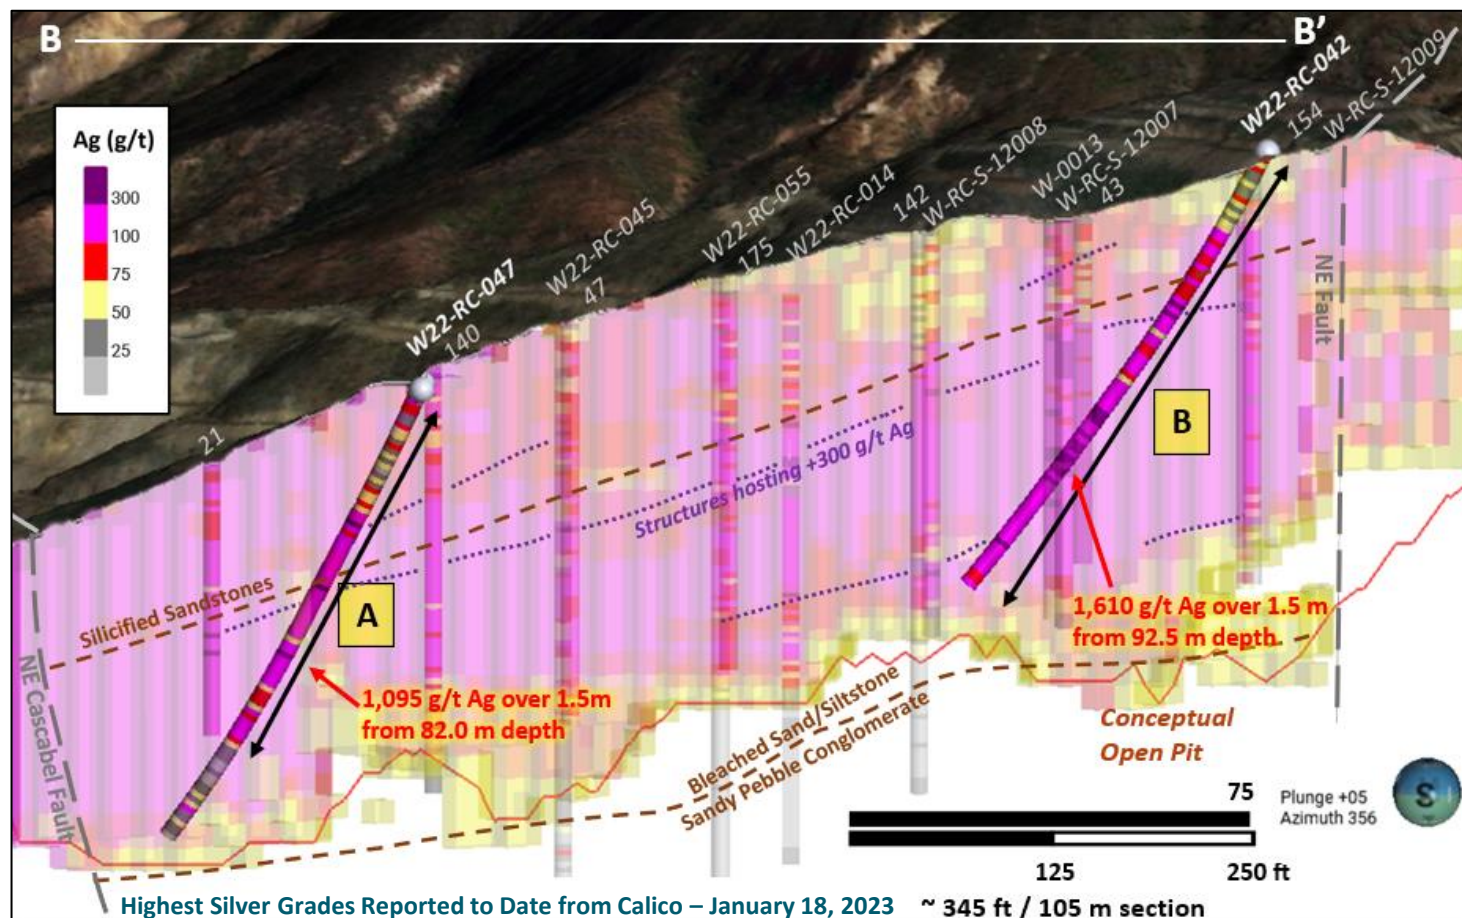 B
B'
Ag (g/t)
300
100
75
50
25
21
W22-RC-047
140
W22-RC-045
47
W22-RC-055
175
W22-RC-014
142
W-RC-S-12008
W-0013
W-RC-S-12007
43
W22-RC-042
154
W-RC-S-12009
NE Fault
Structures hosting +300 g/t Ag
Silicified Sandstones
NE Cascabel Fault
A
B
1,095 g/t Ag over 1.5m
from 82.0 m depth
1,610 g/t Ag over 1.5 m
from 92.5 m depth
Bleached Sand/Siltstone
Sandy Pebble Conglomerate
Conceptual
Open Pit
75
Plunge +05
Azimuth 356
S
125
250 ft
Highest Silver Grades Reported to Date from Calico – January 18, 2023
~ 345 ft / 105 m section